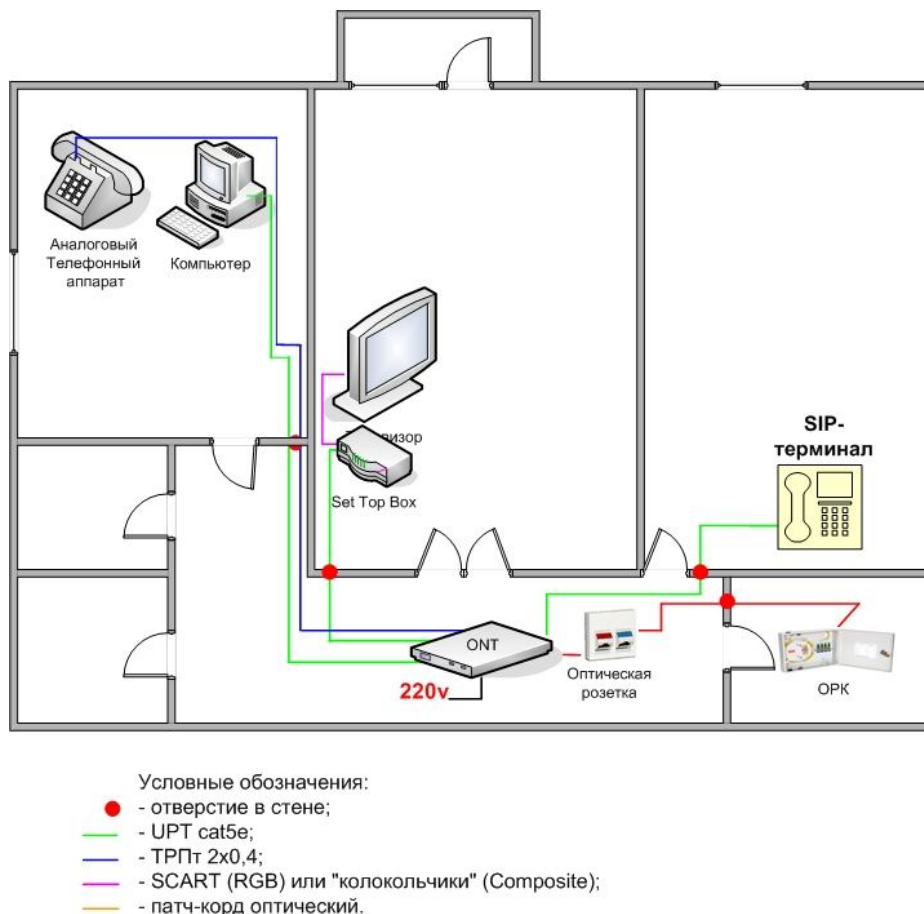 Аналоговый
Телефонный
аппарат
Компьютер
визор
Set Top Box
SIP-
терминал
ONT
220v
Оптическая
розетка
ОРК
Условные обозначения:
- отверстие в стене;
- UPT cat5e;
- ТРПт 2х0,4;
- SCART (RGB) или "колокольчики" (Composite);
- патч-корд оптический.